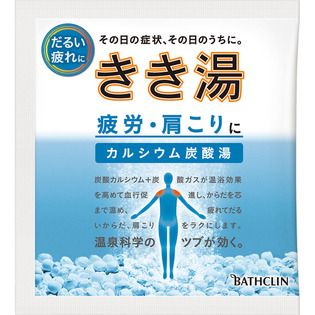 だるい
疲れに
その日の症状、その日のうちに。
きき湯
疲労・肩こりに
カルシウム炭酸湯
炭酸カルシウム+炭酸ガスが温浴効果
を高めて血行促進し、からだを芯
まで温め、疲れてだる
いからだ、肩こりをラクにします。
温泉科学のツブが効く。
BATHCLIN